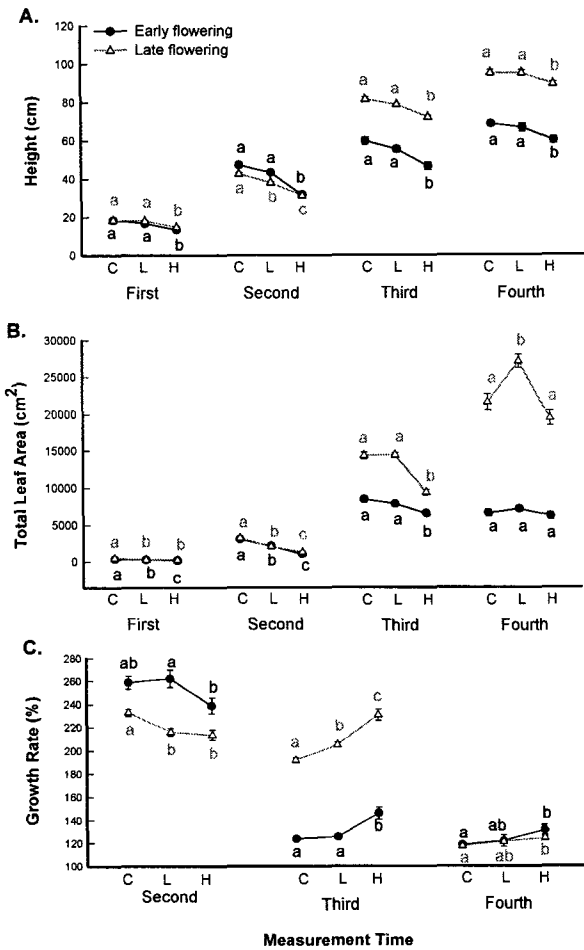 A.
Early flowering
Late flowering
Height (cm)
120
100
80
60
40
20
0
a a b
a a b
a a b
a b c
a a b
a a b
a a b
a a b
C L H C L H C L H C L H
First Second Third Fourth
B.
Total Leaf Area (cm2)
30000
25000
20000
15000
10000
5000
0
a b b
a b c
a b c
a b c
a a b
a a b
a b a
a a a
C L H C L H C L H C L H
First Second Third Fourth
C.
Growth Rate (%)
280
260
240
220
200
180
160
140
120
100
ab a b
a b b
a b c
a a b
a ab b
a ab b
C L H C L H C L H
Second Third Fourth
Measurement Time